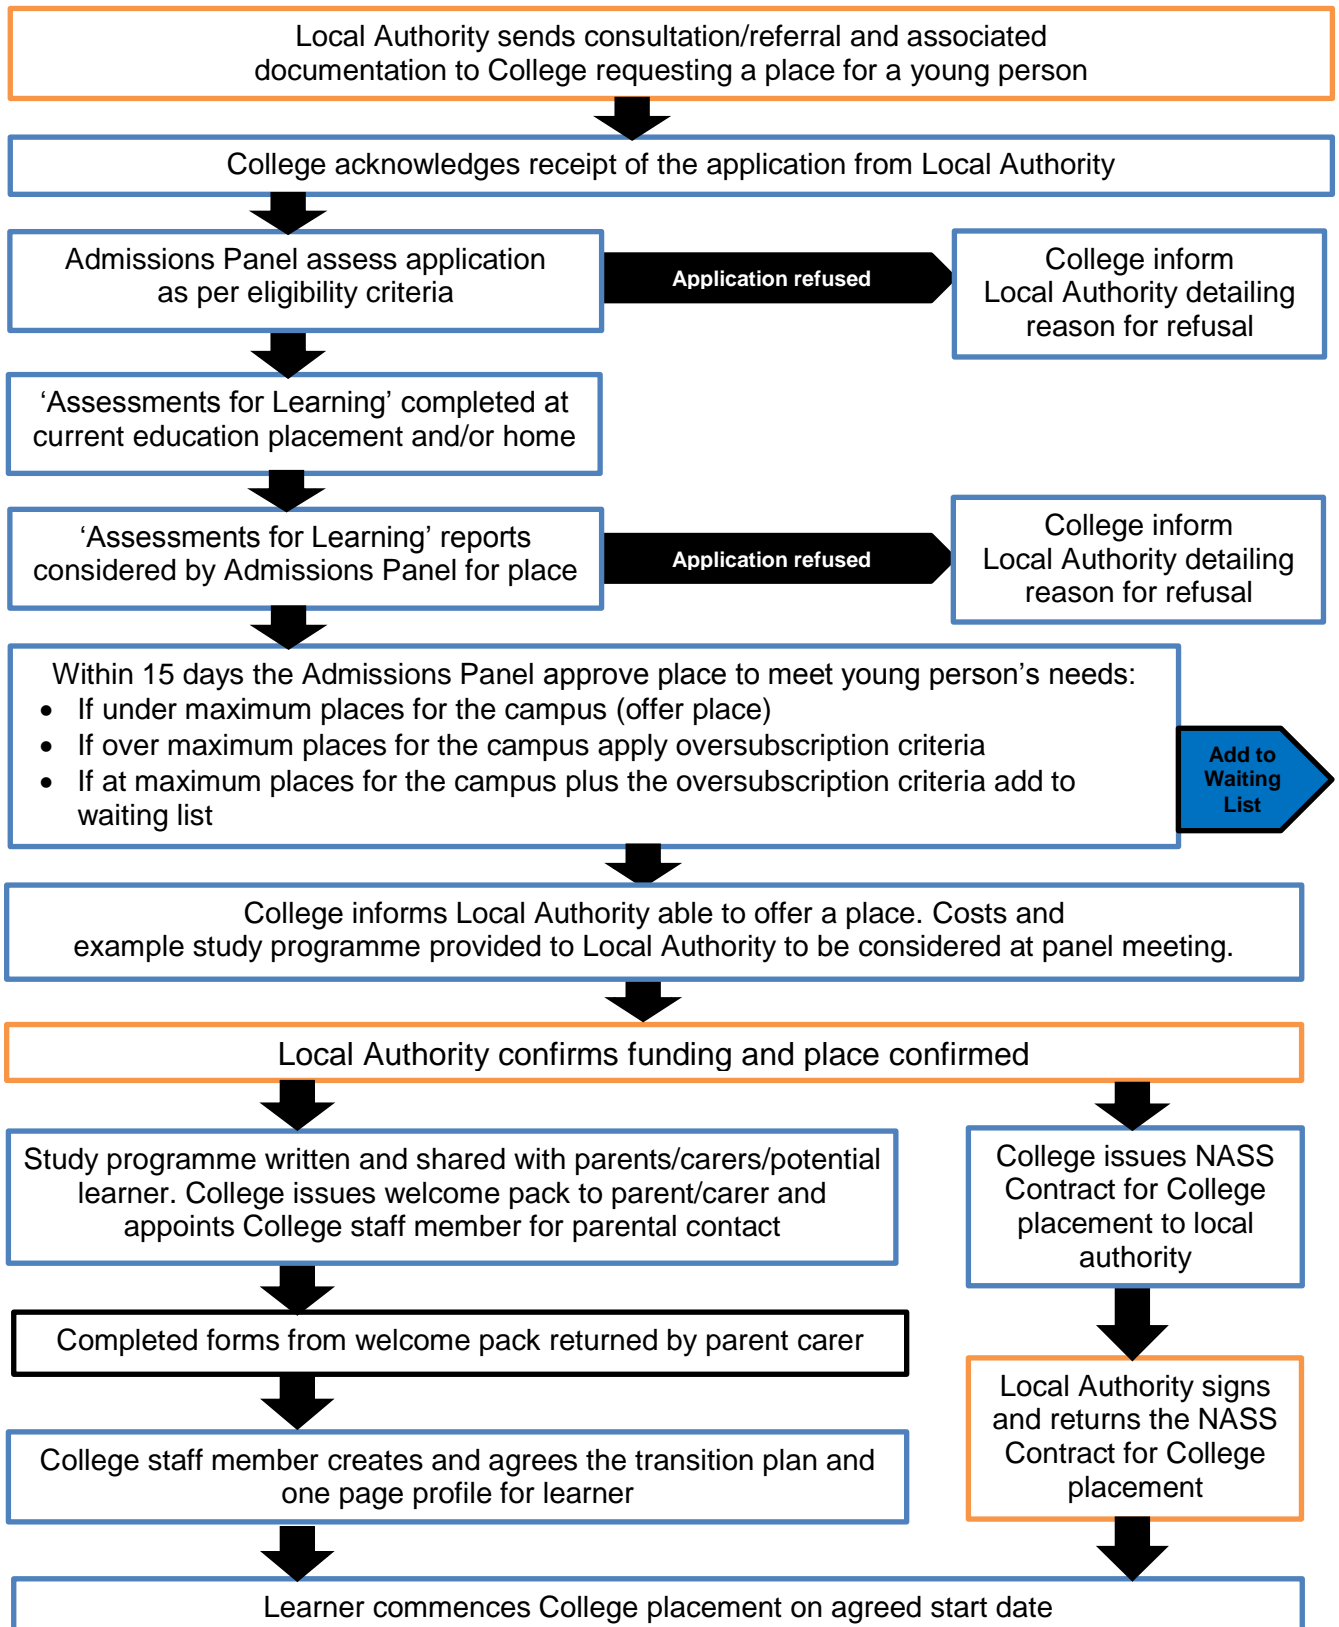 Local Authority sends consultation/referral and associated
documentation to College requesting a place for a young person
College acknowledges receipt of the application from Local Authority
Admissions Panel assess application
as per eligibility criteria
Application refused
College inform
Local Authority detailing
reason for refusal
‘Assessments for Learning’ completed at
current education placement and/or home
‘Assessments for Learning’ reports
considered by Admissions Panel for place
Application refused
College inform
Local Authority detailing
reason for refusal
Within 15 days the Admissions Panel approve place to meet young person’s needs:
• If under maximum places for the campus (offer place)
• If over maximum places for the campus apply oversubscription criteria
• If at maximum places for the campus plus the oversubscription criteria add to
waiting list
Add to
Waiting
List
College informs Local Authority able to offer a place. Costs and
example study programme provided to Local Authority to be considered at panel meeting.
Local Authority confirms funding and place confirmed
Study programme written and shared with parents/carers/potential
learner. College issues welcome pack to parent/carer and
appoints College staff member for parental contact
College issues NASS
Contract for College
placement to local
authority
Completed forms from welcome pack returned by parent carer
Local Authority signs
and returns the NASS
Contract for College
placement
College staff member creates and agrees the transition plan and
one page profile for learner
Learner commences College placement on agreed start date